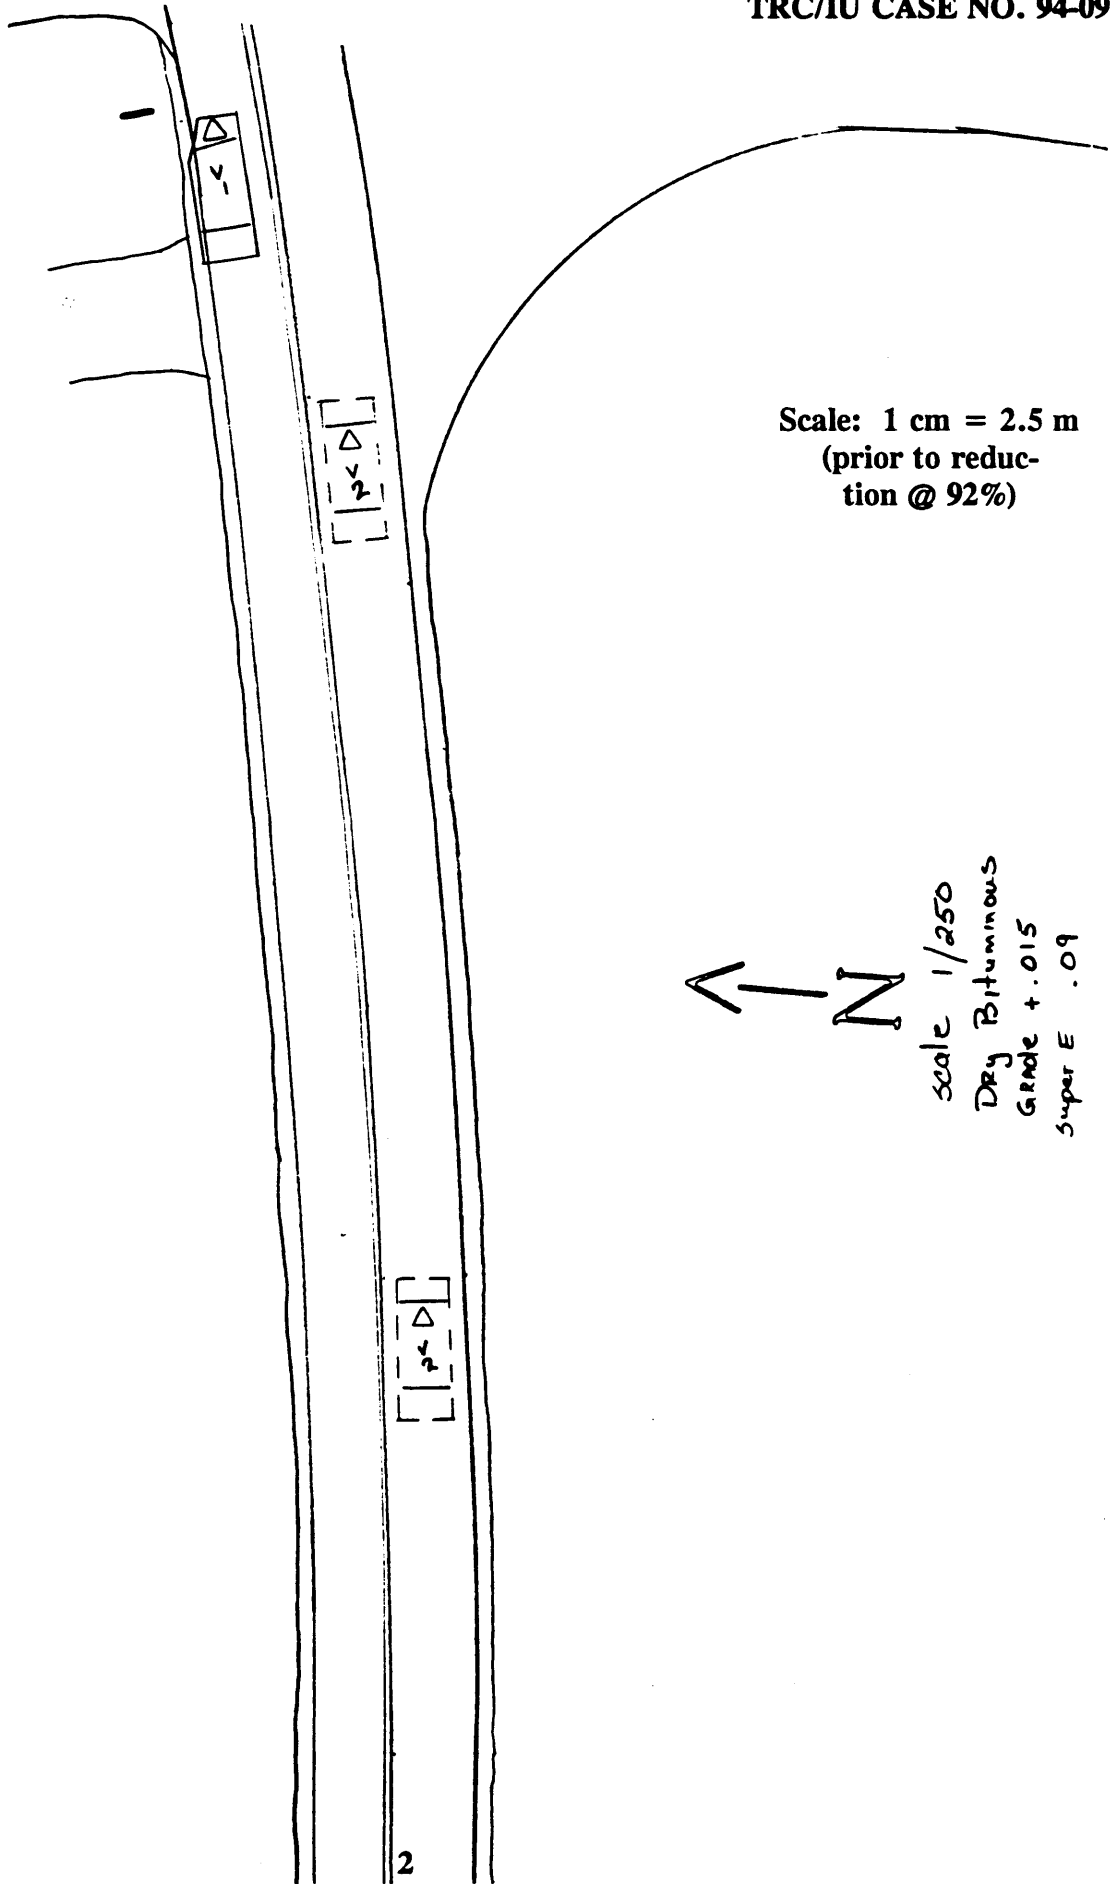 TRC/IU CASE NO. 94-09
V1
V2
Scale: 1 cm = 2.5 m
(prior to reduc-
tion @ 92%)
N
scale 1/250
Dry Bituminous
Grade +.015
super E .09
V2
2